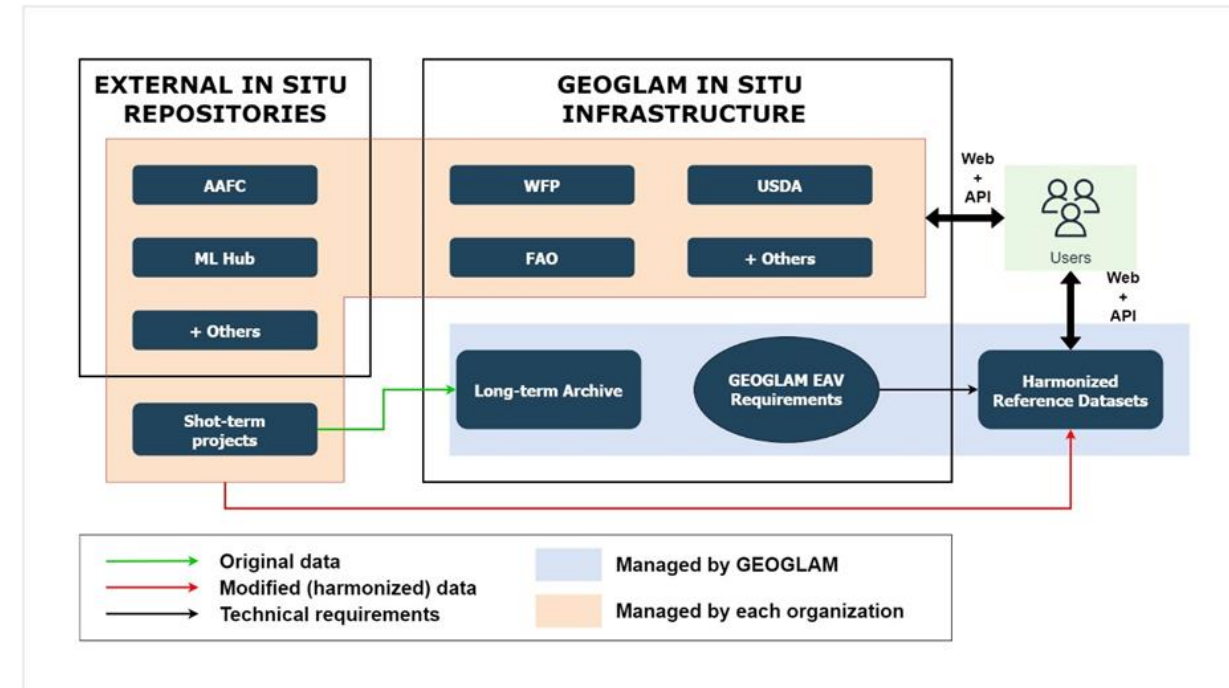 EXTERNAL IN SITU
REPOSITORIES
GEOGLAM IN SITU
INFRASTRUCTURE
AAFC
WFP
USDA
Web
+
API
ML Hub
FAO
+ Others
Users
+ Others
Web
+
API
Shot-term
projects
Long-term Archive
GEOGLAM EAV
Requirements
Harmonized
Reference Datasets
Original data
Modified (harmonized) data
Technical requirements
Managed by GEOGLAM
Managed by each organization